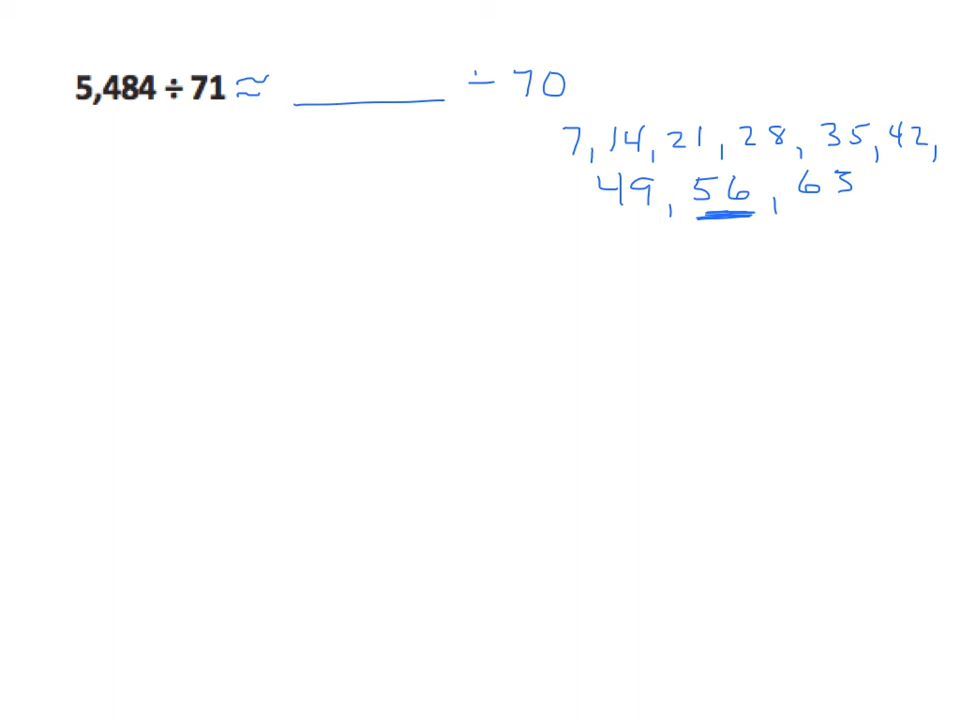 5,484 ÷ 71 ≈ ______ ÷ 70
7, 14, 21, 28, 35, 42,
49, 56, 63